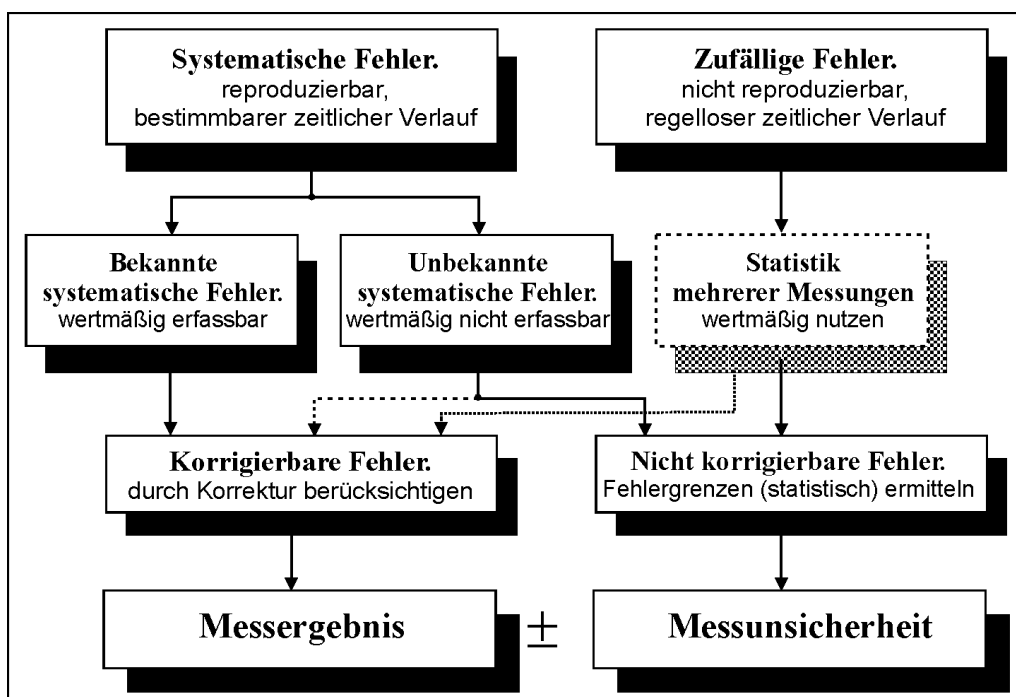 Systematische Fehler.
reproduzierbar,
bestimmbarer zeitlicher Verlauf
Zufällige Fehler.
nicht reproduzierbar,
regelloser zeitlicher Verlauf
Bekannte
systematische Fehler.
wertmäßig erfassbar
Unbekannte
systematische Fehler.
wertmäßig nicht erfassbar
Statistik
mehrerer Messungen
wertmäßig nutzen
Korrigierbare Fehler.
durch Korrektur berücksichtigen
Nicht korrigierbare Fehler.
Fehlergrenzen (statistisch) ermitteln
Messergebnis ± Messunsicherheit